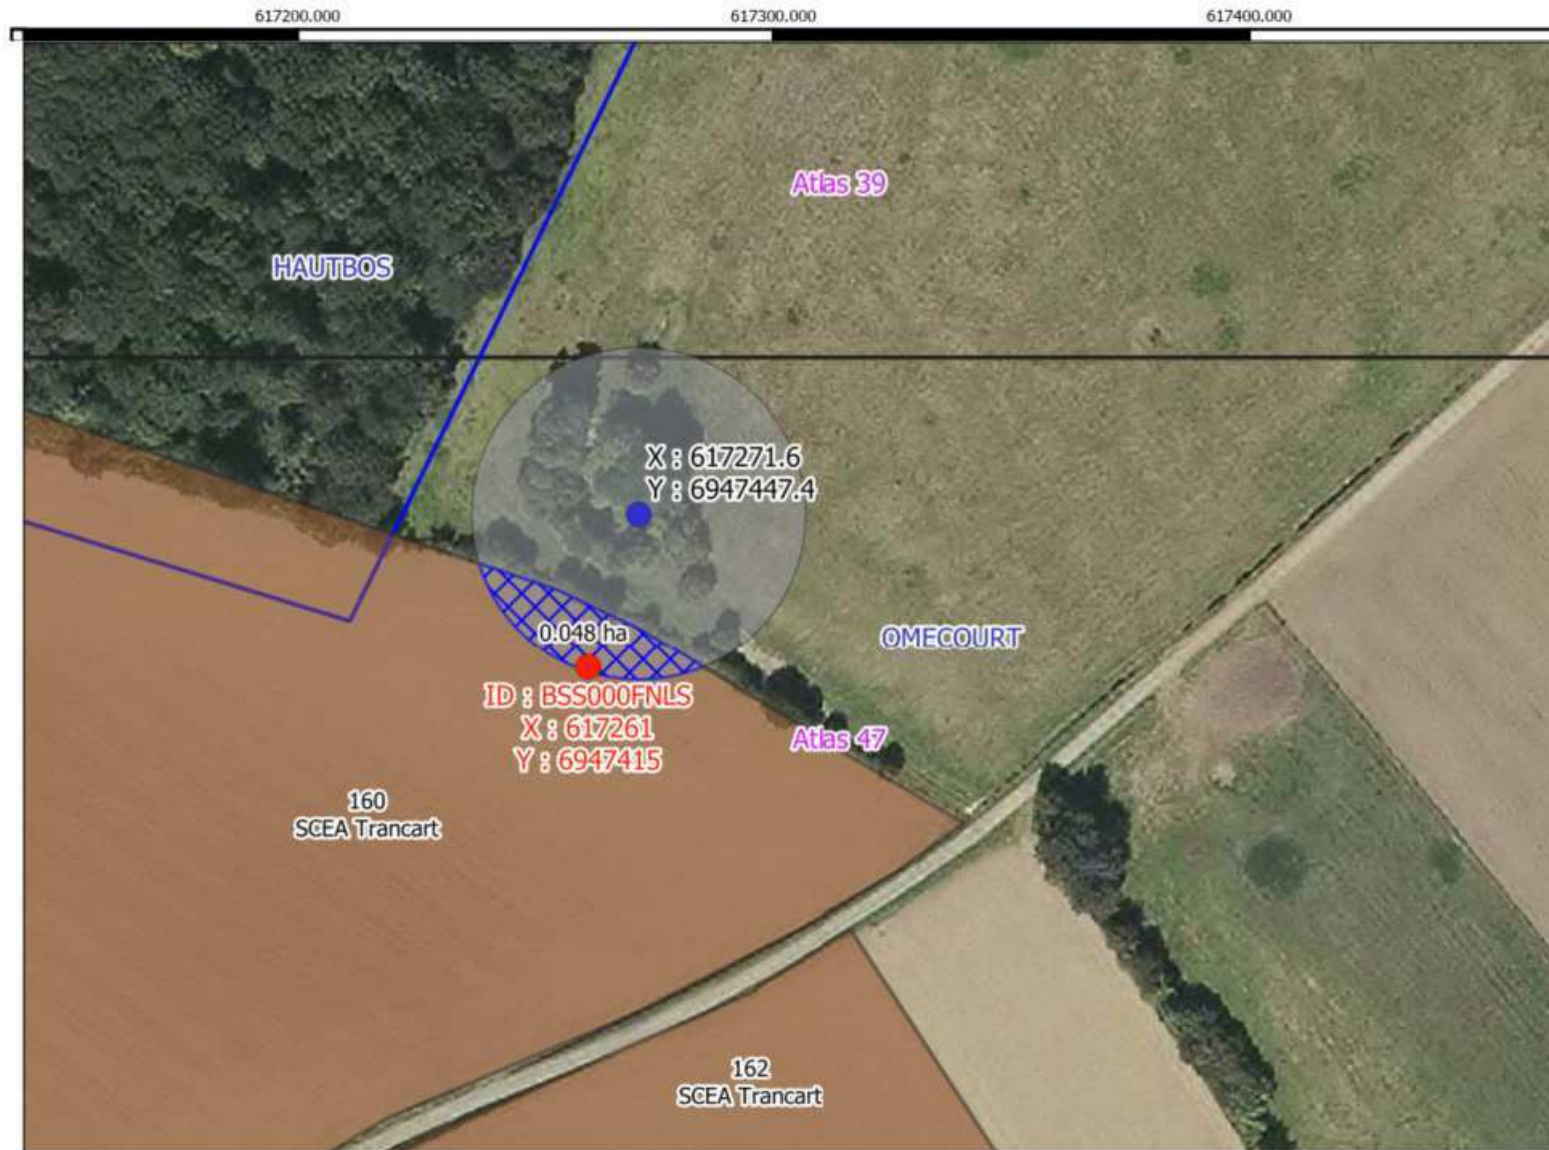 617200.000
617300.000
617400.000
Atlas 39
HAUTBOS
X : 617271.6
Y : 6947447.4
0.048 ha
OMECOURT
ID : BSS000FNLS
X : 617261
Y : 6947415
Atlas 47
160
SCEA Trancart
162
SCEA Trancart